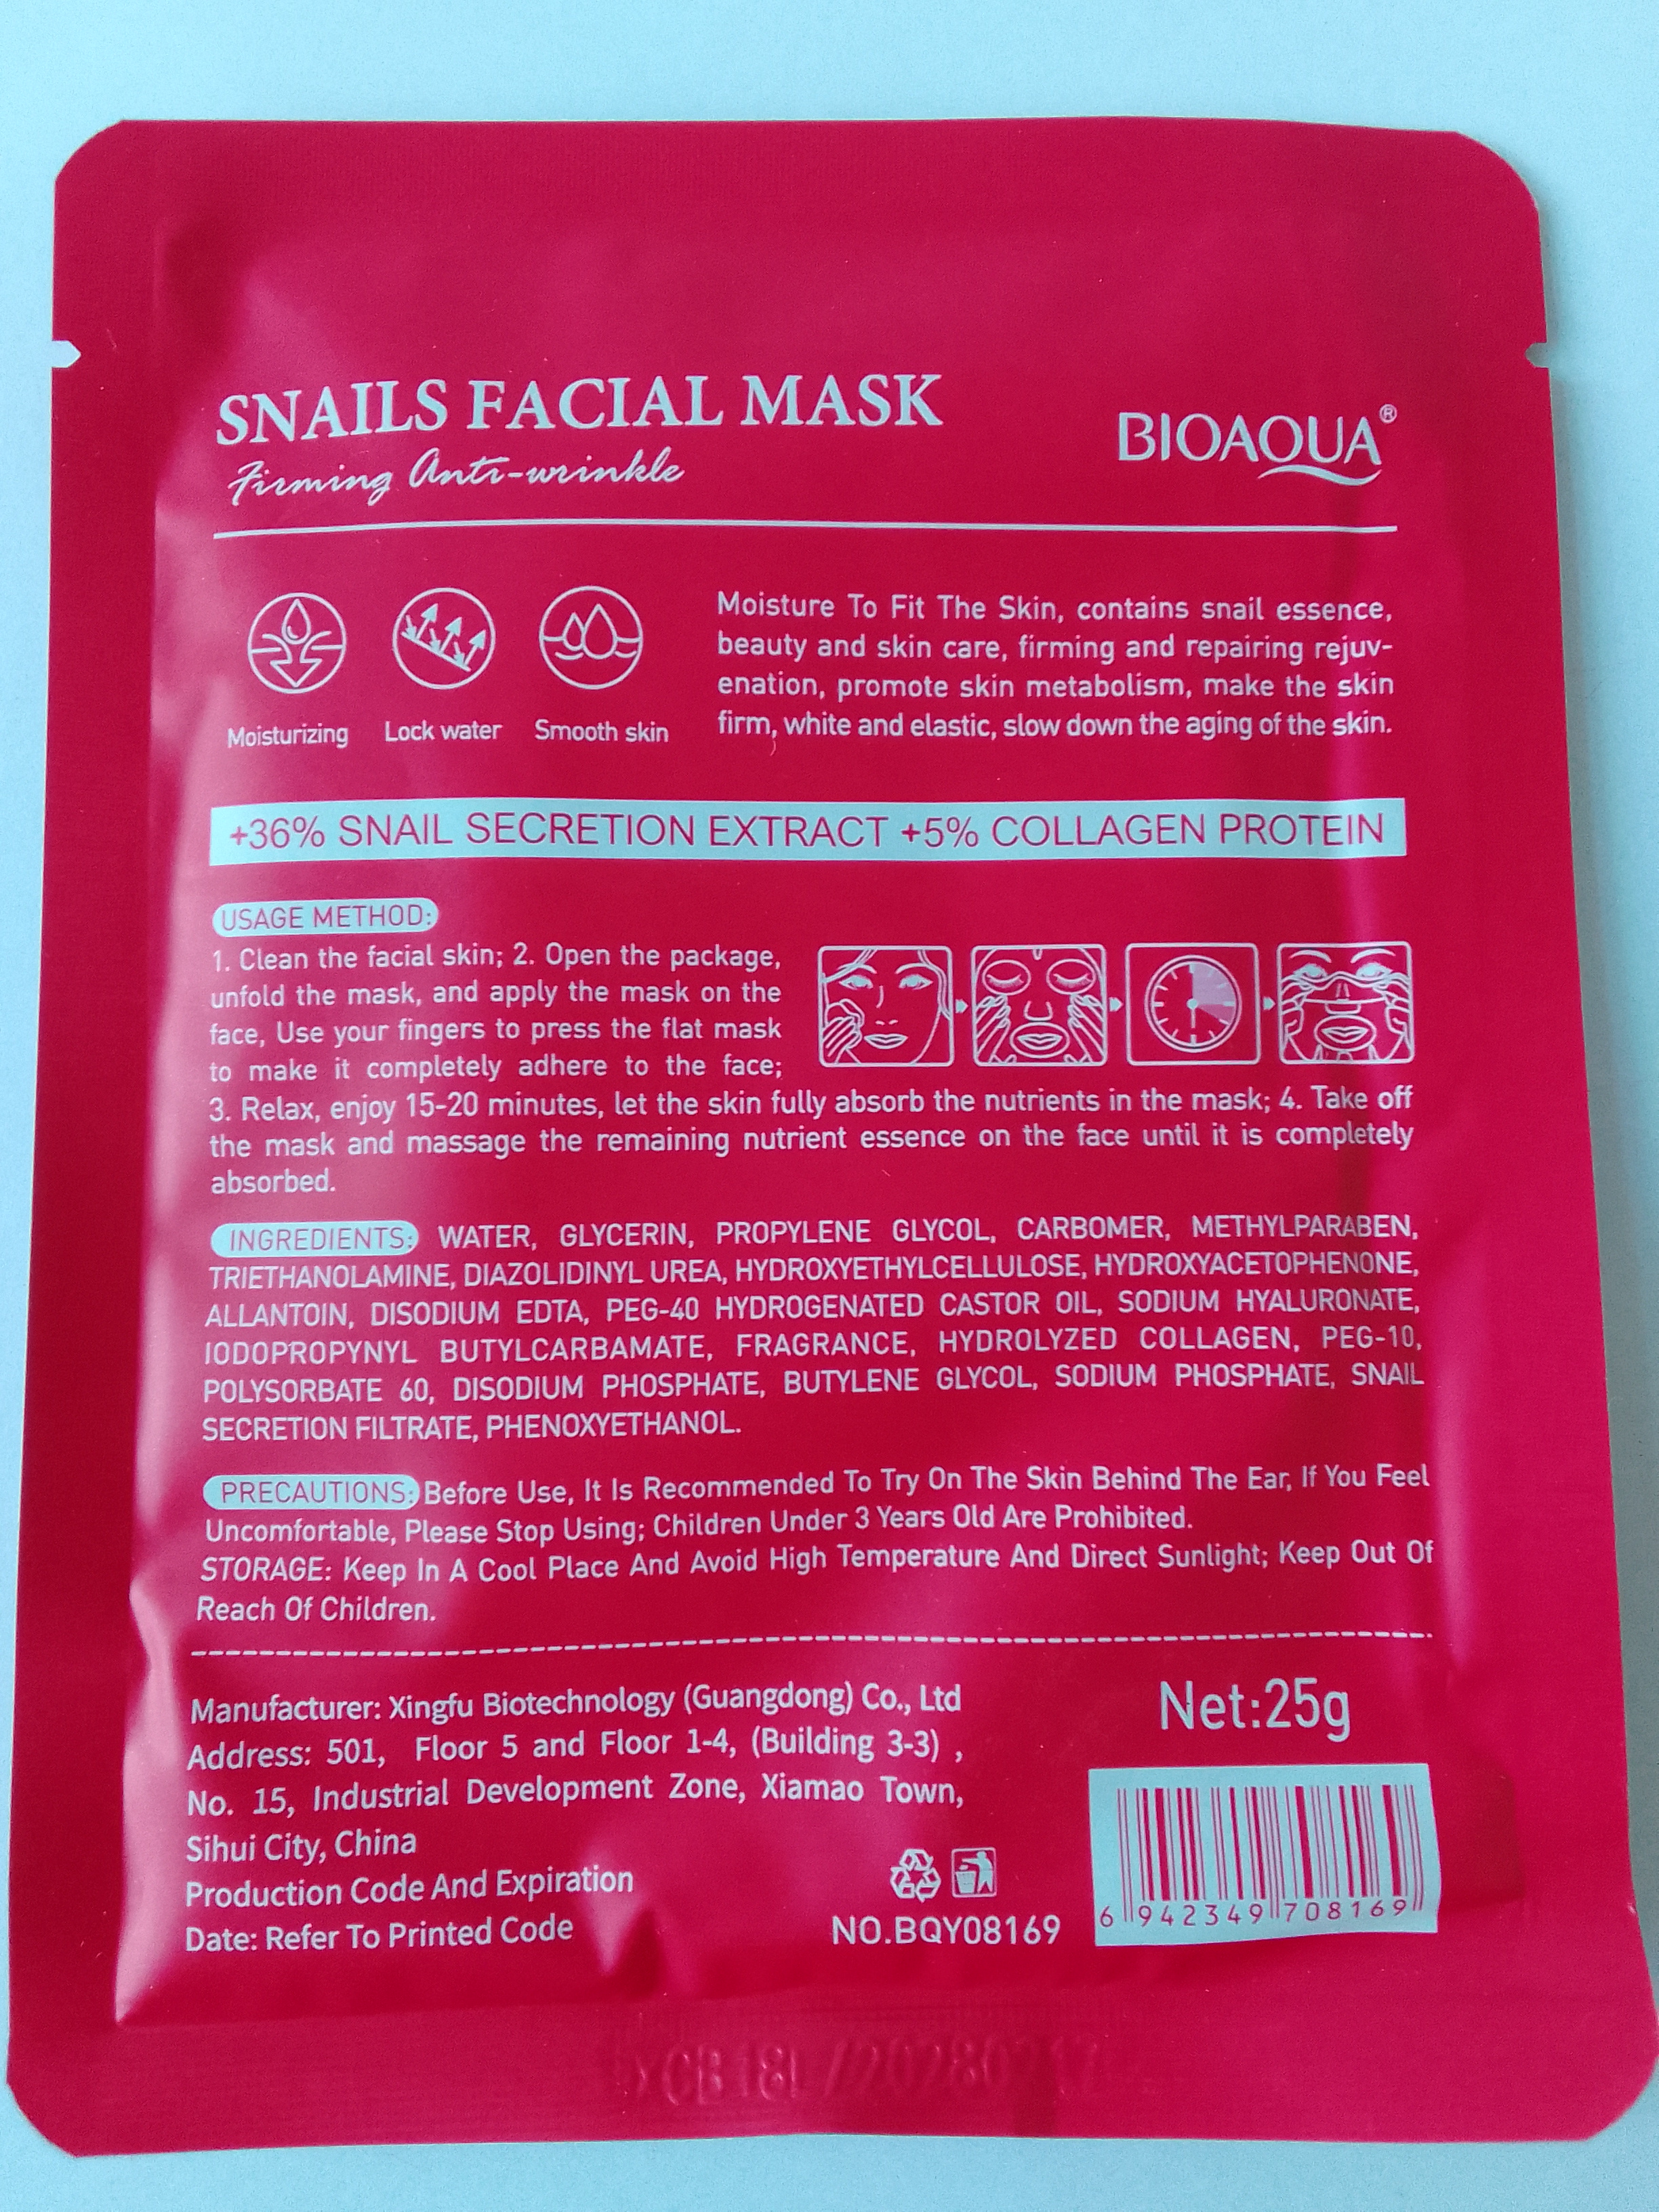 SNAILS FACIAL MASK
Firming Anti-wrinkle
BIOAQUA®
Moisturizing
Lock water
Smooth skin
Moisture To Fit The Skin, contains snail essence,
beauty and skin care, firming and repairing rejuv-
enation, promote skin metabolism, make the skin
firm, white and elastic, slow down the aging of the skin.
+36% SNAIL SECRETION EXTRACT +5% COLLAGEN PROTEIN
USAGE METHOD:
1. Clean the facial skin; 2. Open the package,
unfold the mask, and apply the mask on the
face, Use your fingers to press the flat mask
to make it completely adhere to the face;
3. Relax, enjoy 15-20 minutes, let the skin fully absorb the nutrients in the mask; 4. Take off
the mask and massage the remaining nutrient essence on the face until it is completely
absorbed.
INGREDIENTS: WATER, GLYCERIN, PROPYLENE GLYCOL, CARBOMER, METHYLPARABEN,
TRIETHANOLAMINE, DIAZOLIDINYL UREA, HYDROXYETHYLCELLULOSE, HYDROXYACETOPHENONE,
ALLANTOIN, DISODIUM EDTA, PEG-40 HYDROGENATED CASTOR OIL, SODIUM HYALURONATE,
IODOPROPYNYL BUTYLCARBAMATE, FRAGRANCE, HYDROLYZED COLLAGEN, PEG-10,
POLYSORBATE 60, DISODIUM PHOSPHATE, BUTYLENE GLYCOL, SODIUM PHOSPHATE, SNAIL
SECRETION FILTRATE, PHENOXYETHANOL.
PRECAUTIONS: Before Use, It Is Recommended To Try On The Skin Behind The Ear, If You Feel
Uncomfortable, Please Stop Using; Children Under 3 Years Old Are Prohibited.
STORAGE: Keep In A Cool Place And Avoid High Temperature And Direct Sunlight; Keep Out Of
Reach Of Children.
Manufacturer: Xingfu Biotechnology (Guangdong) Co., Ltd
Address: 501, Floor 5 and Floor 1-4, (Building 3-3) ,
No. 15, Industrial Development Zone, Xiamao Town,
Sihui City, China
Production Code And Expiration
Date: Refer To Printed Code
Net:25g
NO.BQY08169
6 942349 708169